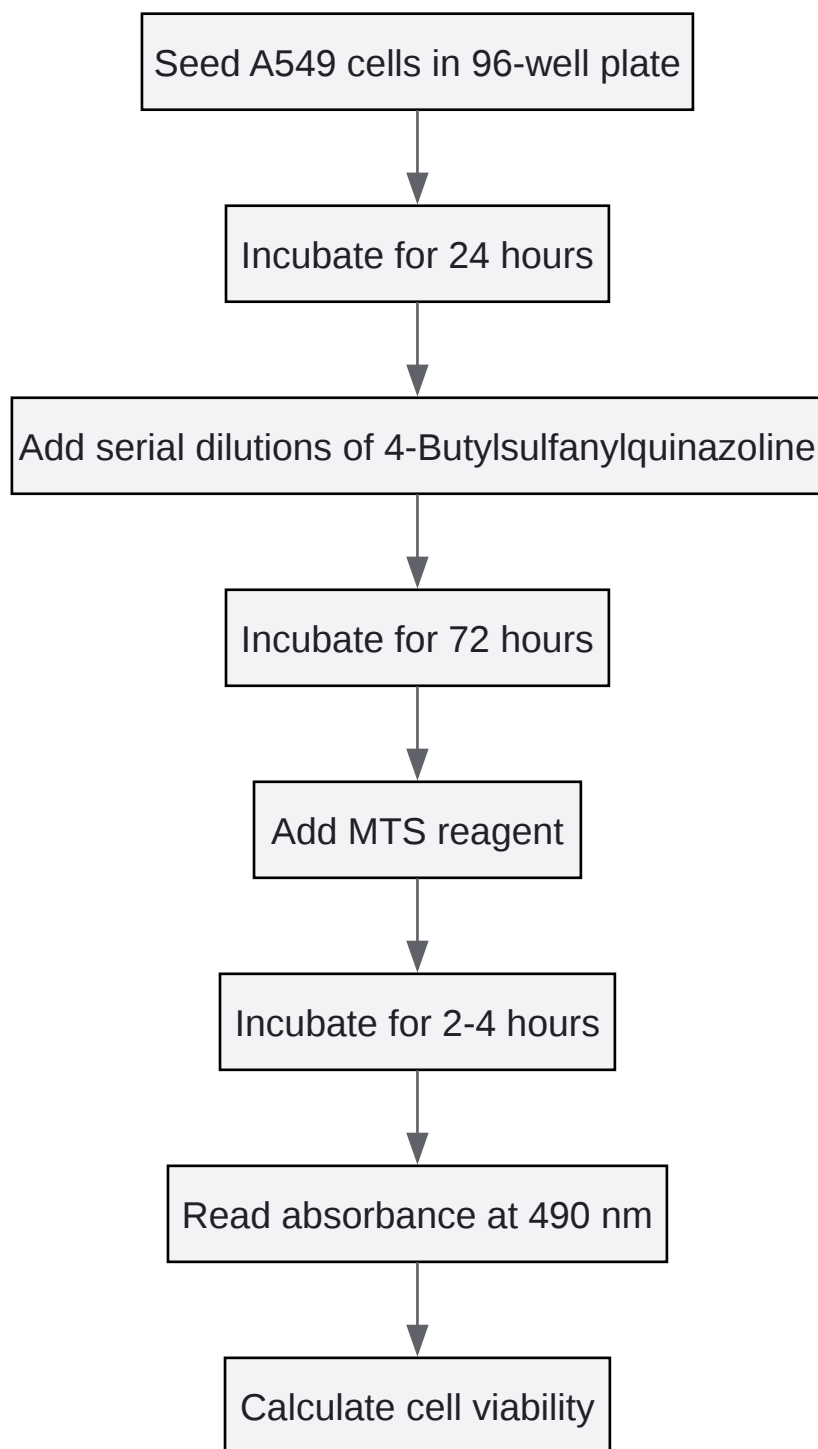 Seed A549 cells in 96-well plate
Incubate for 24 hours
Add serial dilutions of 4-Butylsulfanylquinazoline
Incubate for 72 hours
Add MTS reagent
Incubate for 2-4 hours
Read absorbance at 490 nm
Calculate cell viability